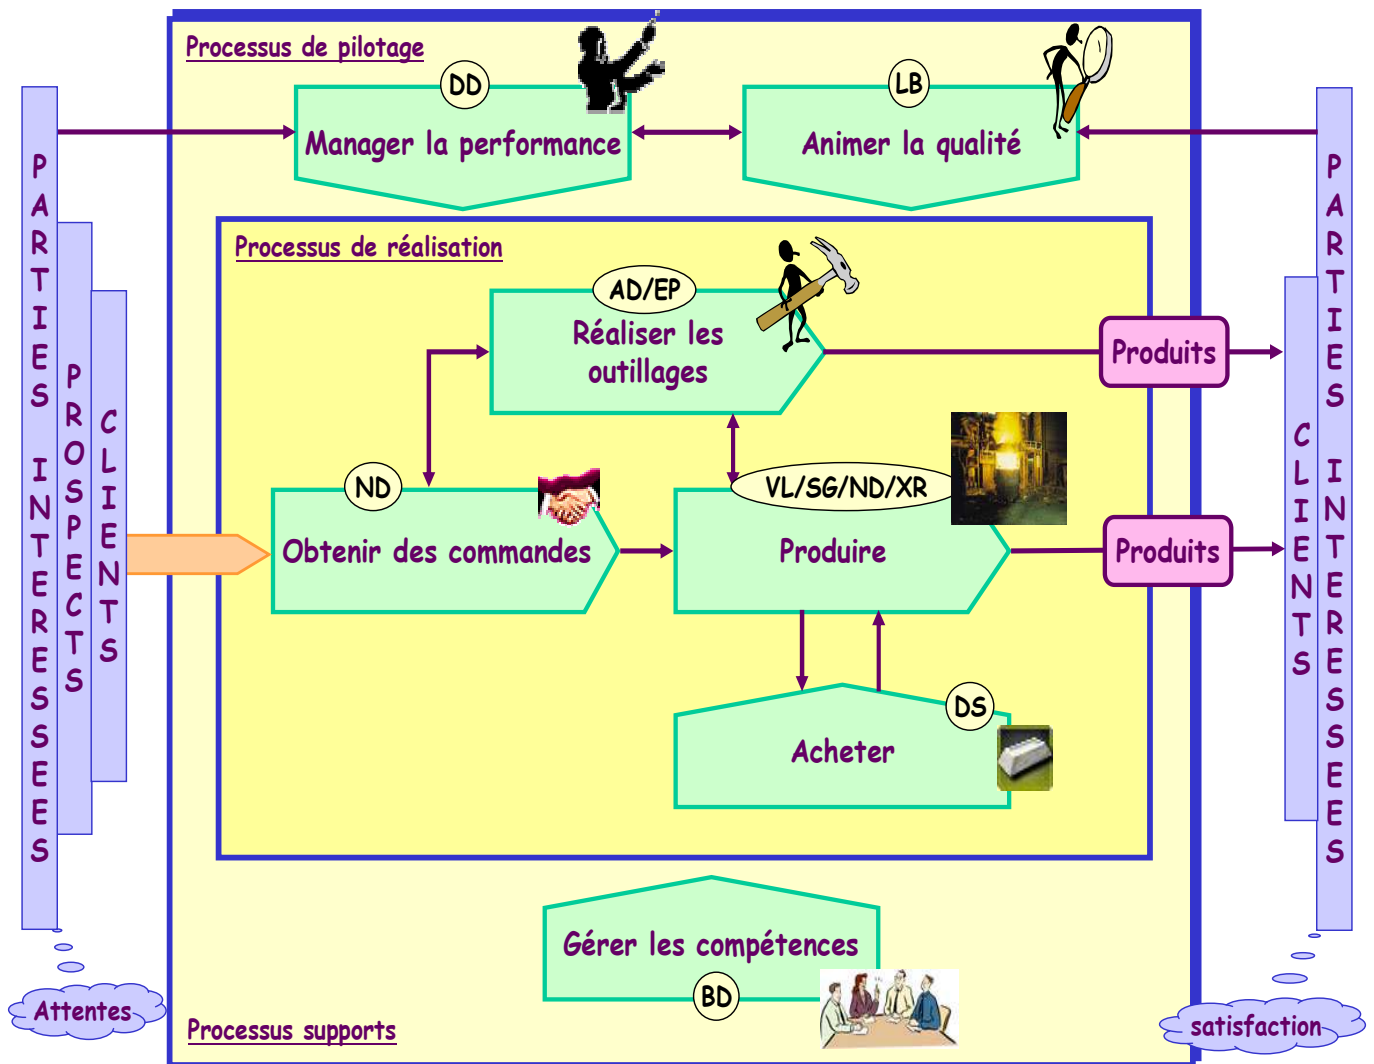 Processus de pilotage
DD
LB
Manager la performance
Animer la qualité
PARTIES INTERESSEES
PROSPECTS
CLIENTS
Processus de réalisation
AD/EP
Réaliser les
outillages
Produits
ND
VL/SG/ND/XR
Obtenir des commandes
Produire
Produits
DS
Acheter
CLIENTS
PARTIES INTERESSEES
Gérer les compétences
BD
Attentes
Processus supports
satisfaction